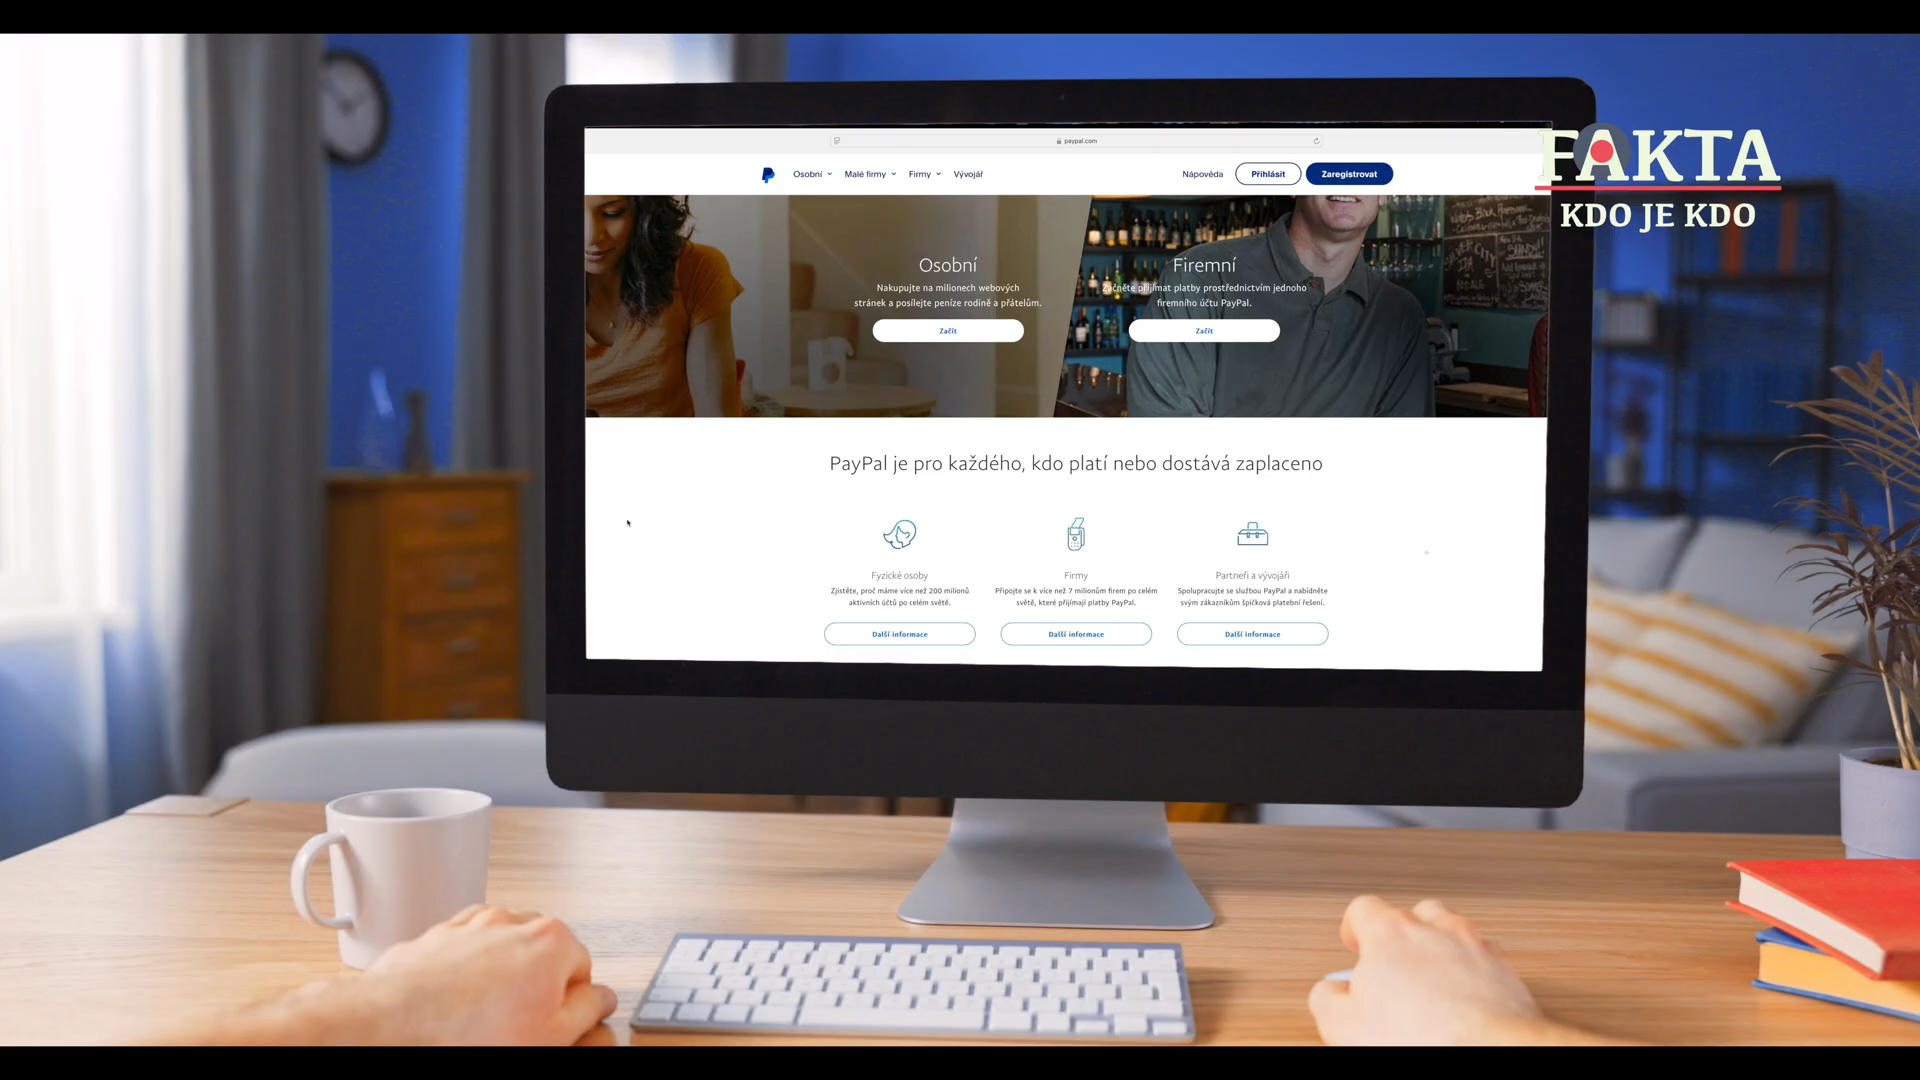 paypal.com
Osobní
Malé firmy
Firmy
Vývojář
Nápověda
Přihlásit
Zaregistrovat
FAKTA
KDO JE KDO
Osobní
Nakupujte na milionech webových
stránek a posílejte peníze rodině a přátelům.
Začít
Firemní
Začněte přijímat platby prostřednictvím jednoho
firemního účtu PayPal.
Začít
PayPal je pro každého, kdo platí nebo dostává zaplaceno
Fyzické osoby
Zjistěte, proč máme více než 200 milionů
aktivních účtů po celém světě.
Další informace
Firmy
Připojte se k více než 7 milionům firem po celém
světě, které přijímají platby PayPal.
Další informace
Partneři a vývojáři
Spolupracujte se službou PayPal a nabídněte
svým zákazníkům špičková platební řešení.
Další informace